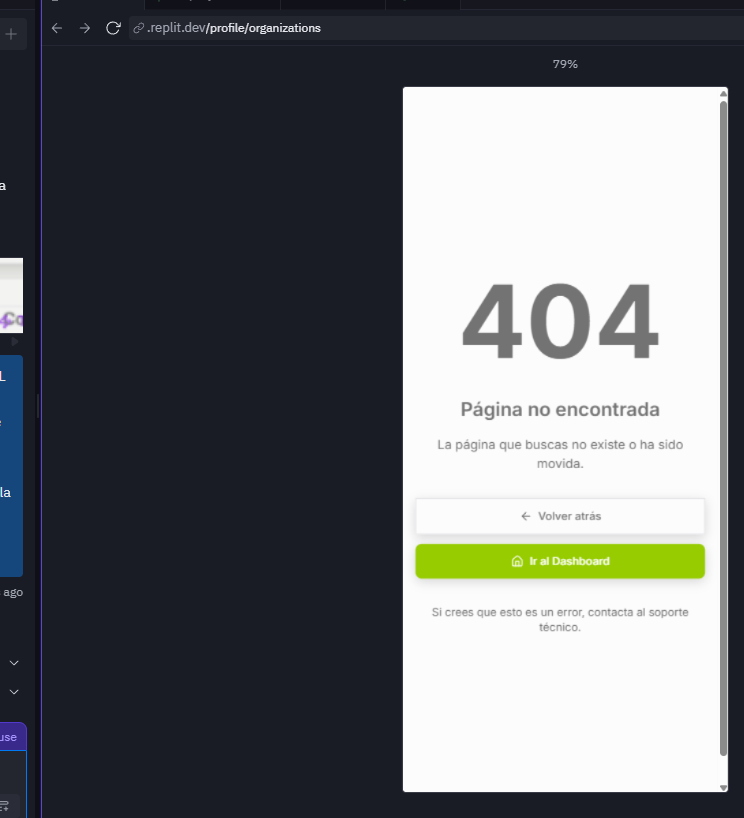 .replit.dev/profile/organizations
79%
a
L
la
ago
use
404
Página no encontrada
La página que buscas no existe o ha sido
movida.
Volver atrás
Ir al Dashboard
Si crees que esto es un error, contacta al soporte
técnico.